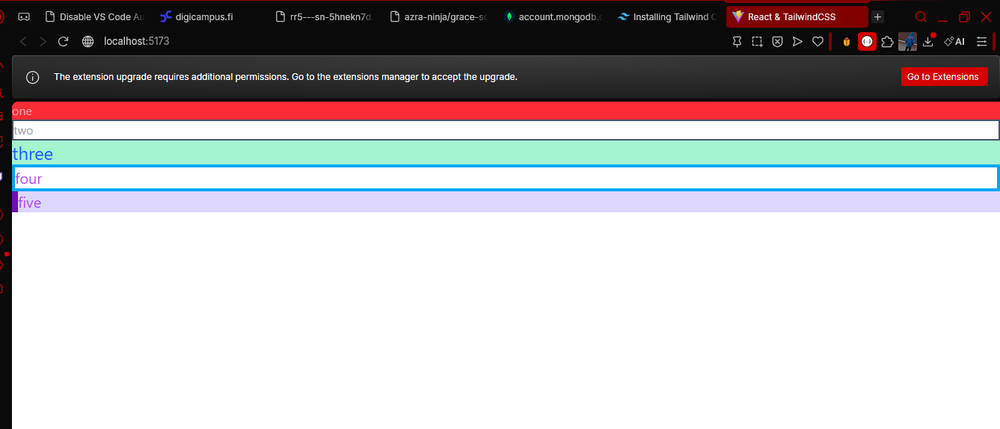 Disable VS Code Au
digicampus.fi
rr5---sn-5hnekn7d.
azra-ninja/grace-sc
account.mongodb.c
Installing Tailwind C
React & TailwindCSS
localhost:5173
AI
The extension upgrade requires additional permissions. Go to the extensions manager to accept the upgrade.
Go to Extensions
one
two
three
four
five